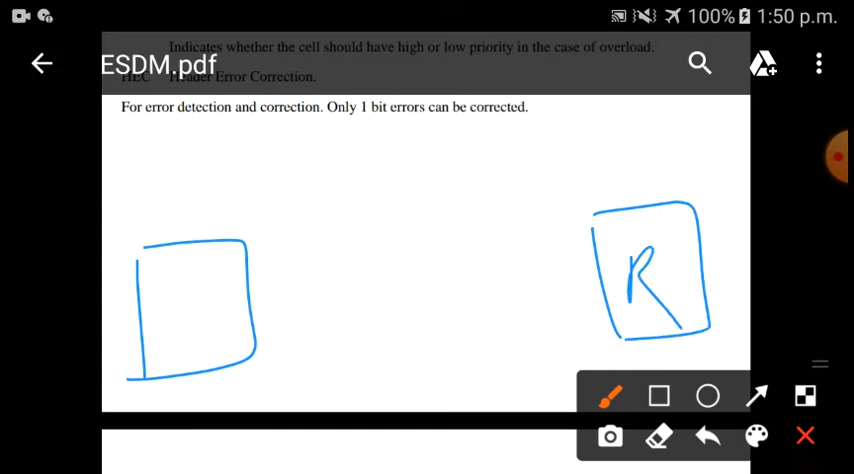 100% 1:50 p.m.
Indicates whether the cell should have high or low priority in the case of overload.
ESDM.pdf
HEC Header Error Correction.
For error detection and correction. Only 1 bit errors can be corrected.
R